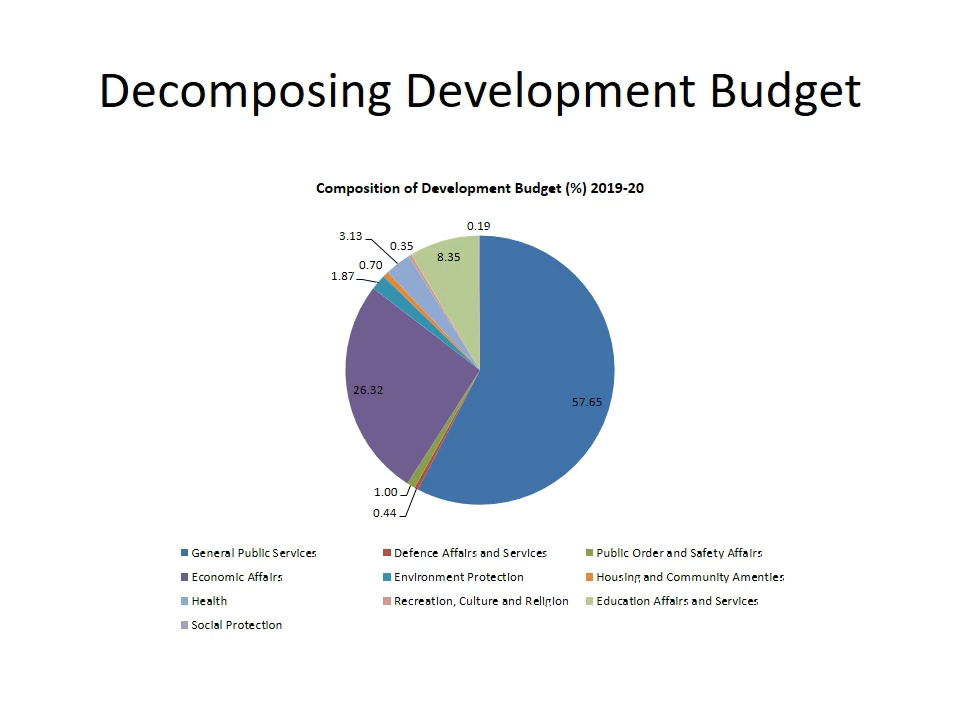 Decomposing Development Budget
Composition of Development Budget (%) 2019-20
0.19
3.13
0.35
8.35
0.70
1.87
26.32
57.65
1.00
0.44
General Public Services
Defence Affairs and Services
Public Order and Safety Affairs
Economic Affairs
Environment Protection
Housing and Community Amenties
Health
Recreation, Culture and Religion
Education Affairs and Services
Social Protection